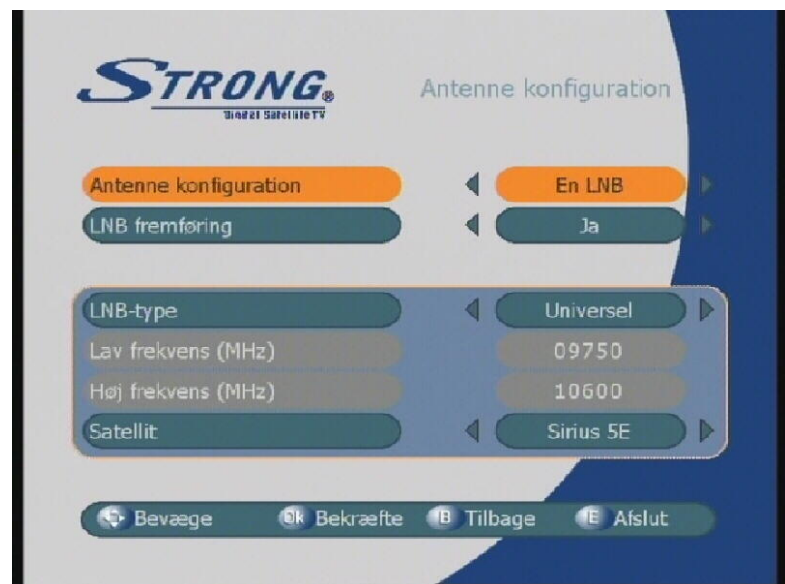 STRONG®
Digital Satellite TV
Antenne konfiguration
Antenne konfiguration En LNB
LNB fremføring Ja
LNB-type Universel
Lav frekvens (MHz) 09750
Høj frekvens (MHz) 10600
Satellit Sirius 5E
Bevæge Ok Bekræfte B Tilbage E Afslut